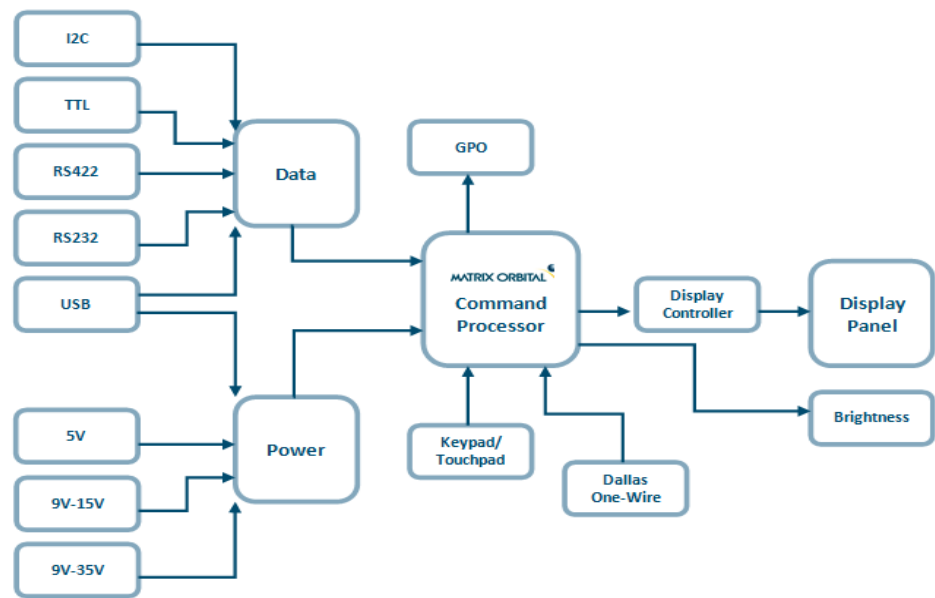 I2C
TTL
RS422
RS232
USB
Data
GPO
MATRIX ORBITAL
Command
Processor
Display
Controller
Display
Panel
Brightness
5V
9V-15V
9V-35V
Power
Keypad/
Touchpad
Dallas
One-Wire